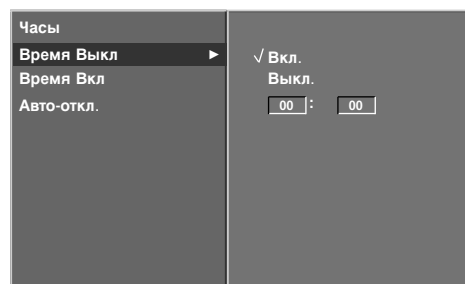 Часы
Время Выкл ►
Время Вкл
Авто-откл.
√ Вкл.
Выкл.
00 : 00